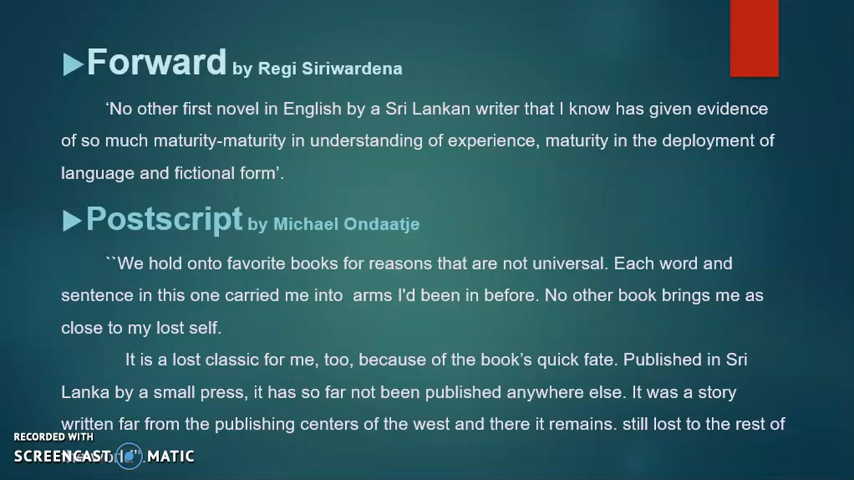 Forward by Regi Siriwardena
‘No other first novel in English by a Sri Lankan writer that I know has given evidence
of so much maturity-maturity in understanding of experience, maturity in the deployment of
language and fictional form’.
Postscript by Michael Ondaatje
``We hold onto favorite books for reasons that are not universal. Each word and
sentence in this one carried me into arms I'd been in before. No other book brings me as
close to my lost self.
It is a lost classic for me, too, because of the book’s quick fate. Published in Sri
Lanka by a small press, it has so far not been published anywhere else. It was a story
written far from the publishing centers of the west and there it remains. still lost to the rest of
RECORDED WITH
SCREENCAST MATIC